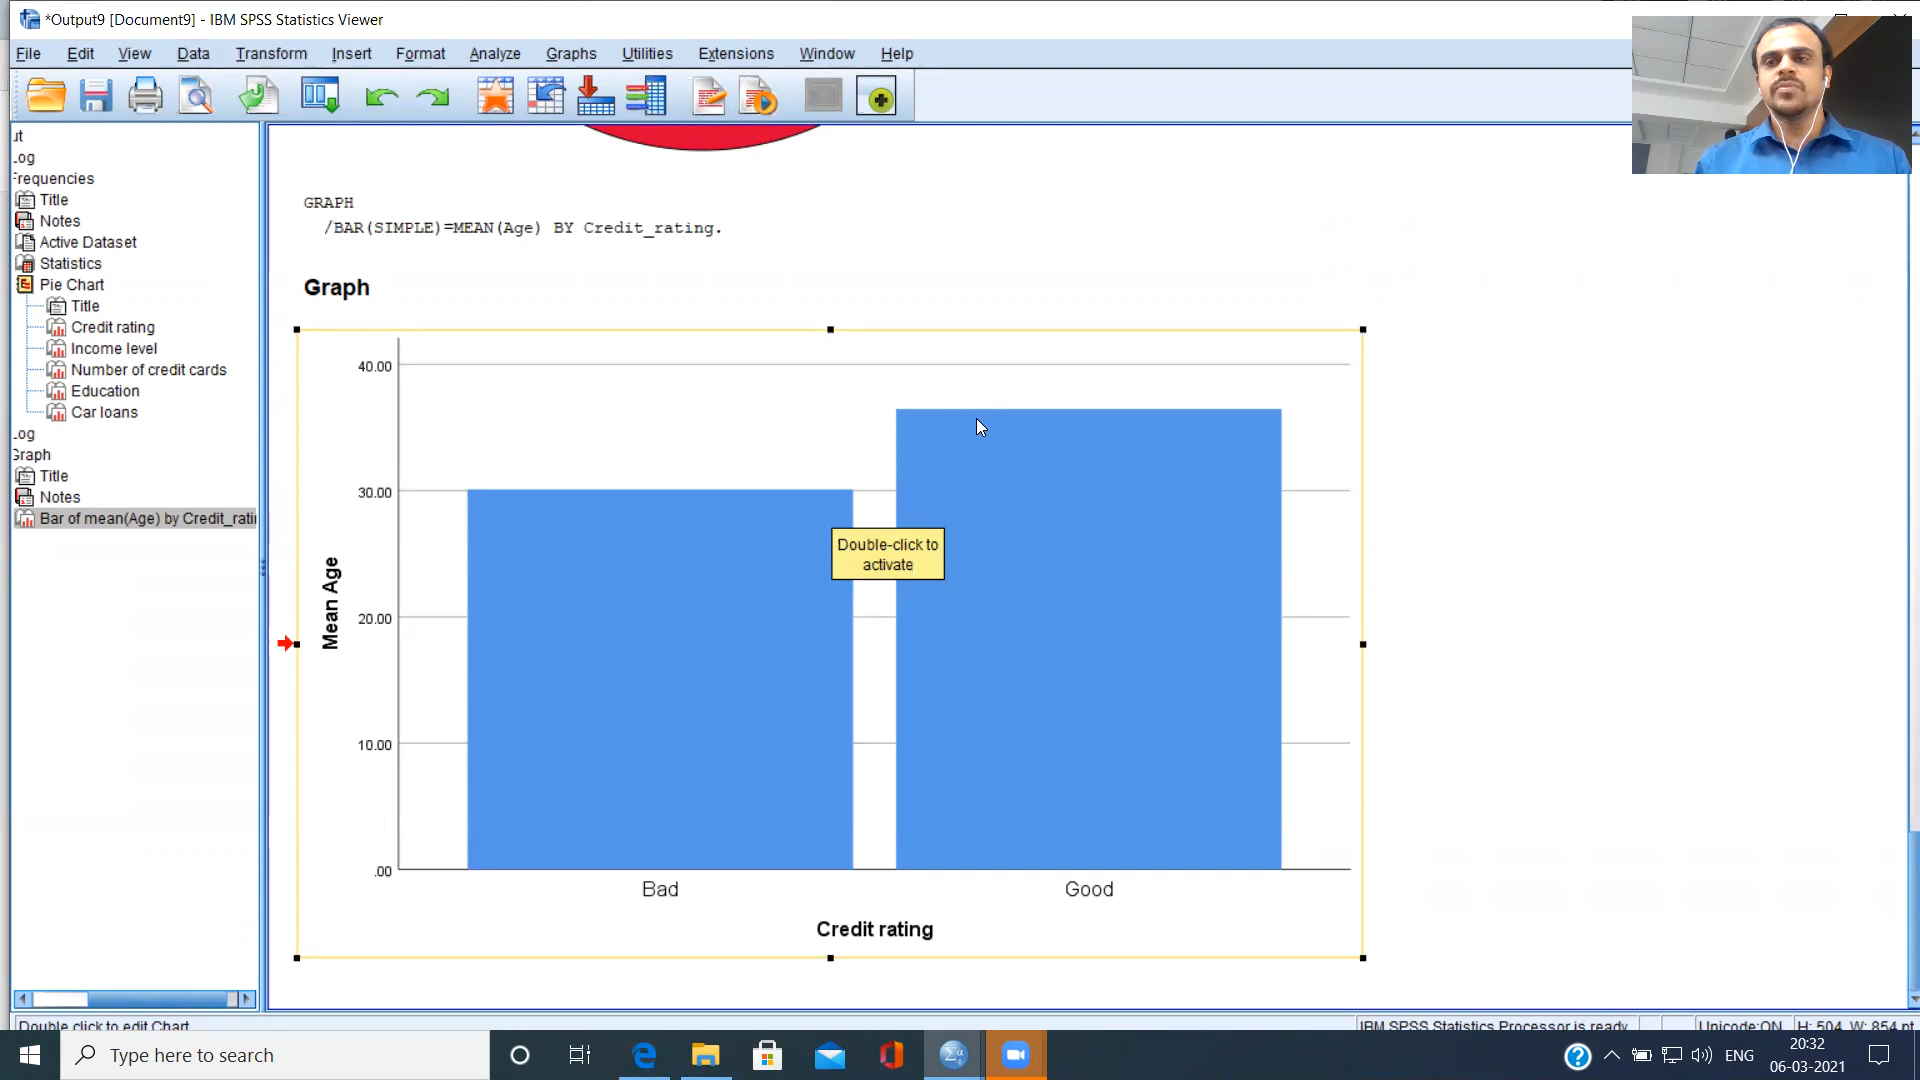 *Output9 [Document9] - IBM SPSS Statistics Viewer
File Edit View Data Transform Insert Format Analyze Graphs Utilities Extensions Window Help
ut
Log
Frequencies
Title
Notes
Active Dataset
Statistics
Pie Chart
Title
Credit rating
Income level
Number of credit cards
Education
Car loans
Log
Graph
Title
Notes
Bar of mean(Age) by Credit_rati
GRAPH
/BAR(SIMPLE)=MEAN(Age) BY Credit_rating.
Graph
40.00
30.00
20.00
10.00
.00
Mean Age
Double-click to
activate
Bad Good
Credit rating
Double click to edit Chart
IBM SPSS Statistics Processor is ready Unicode:ON H: 504, W: 854 pt
Type here to search
ENG
20:32
06-03-2021